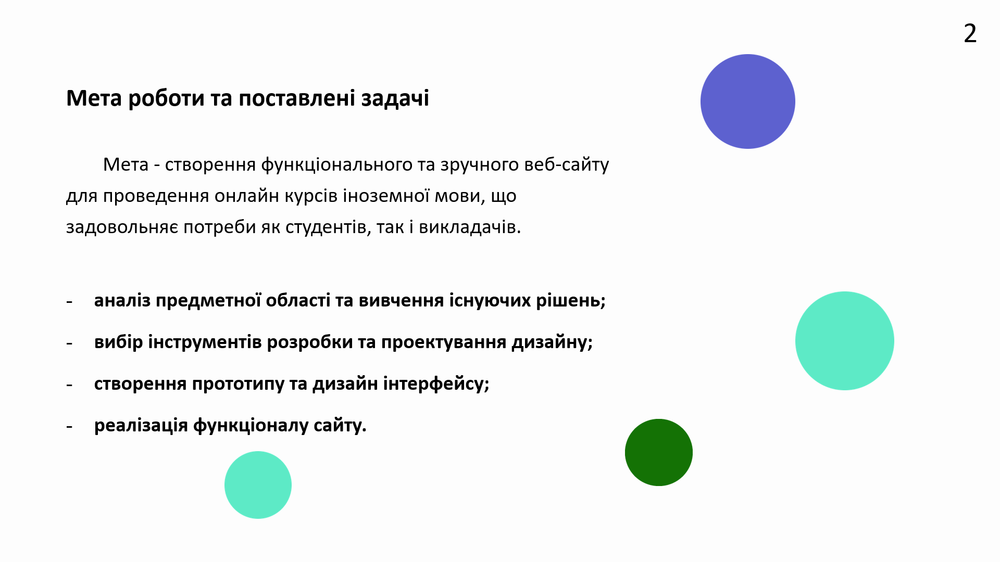 2
Мета роботи та поставлені задачі
Мета - створення функціонального та зручного веб-сайту
для проведення онлайн курсів іноземної мови, що
задовольняє потреби як студентів, так і викладачів.
- аналіз предметної області та вивчення існуючих рішень;
- вибір інструментів розробки та проектування дизайну;
- створення прототипу та дизайн інтерфейсу;
- реалізація функціоналу сайту.